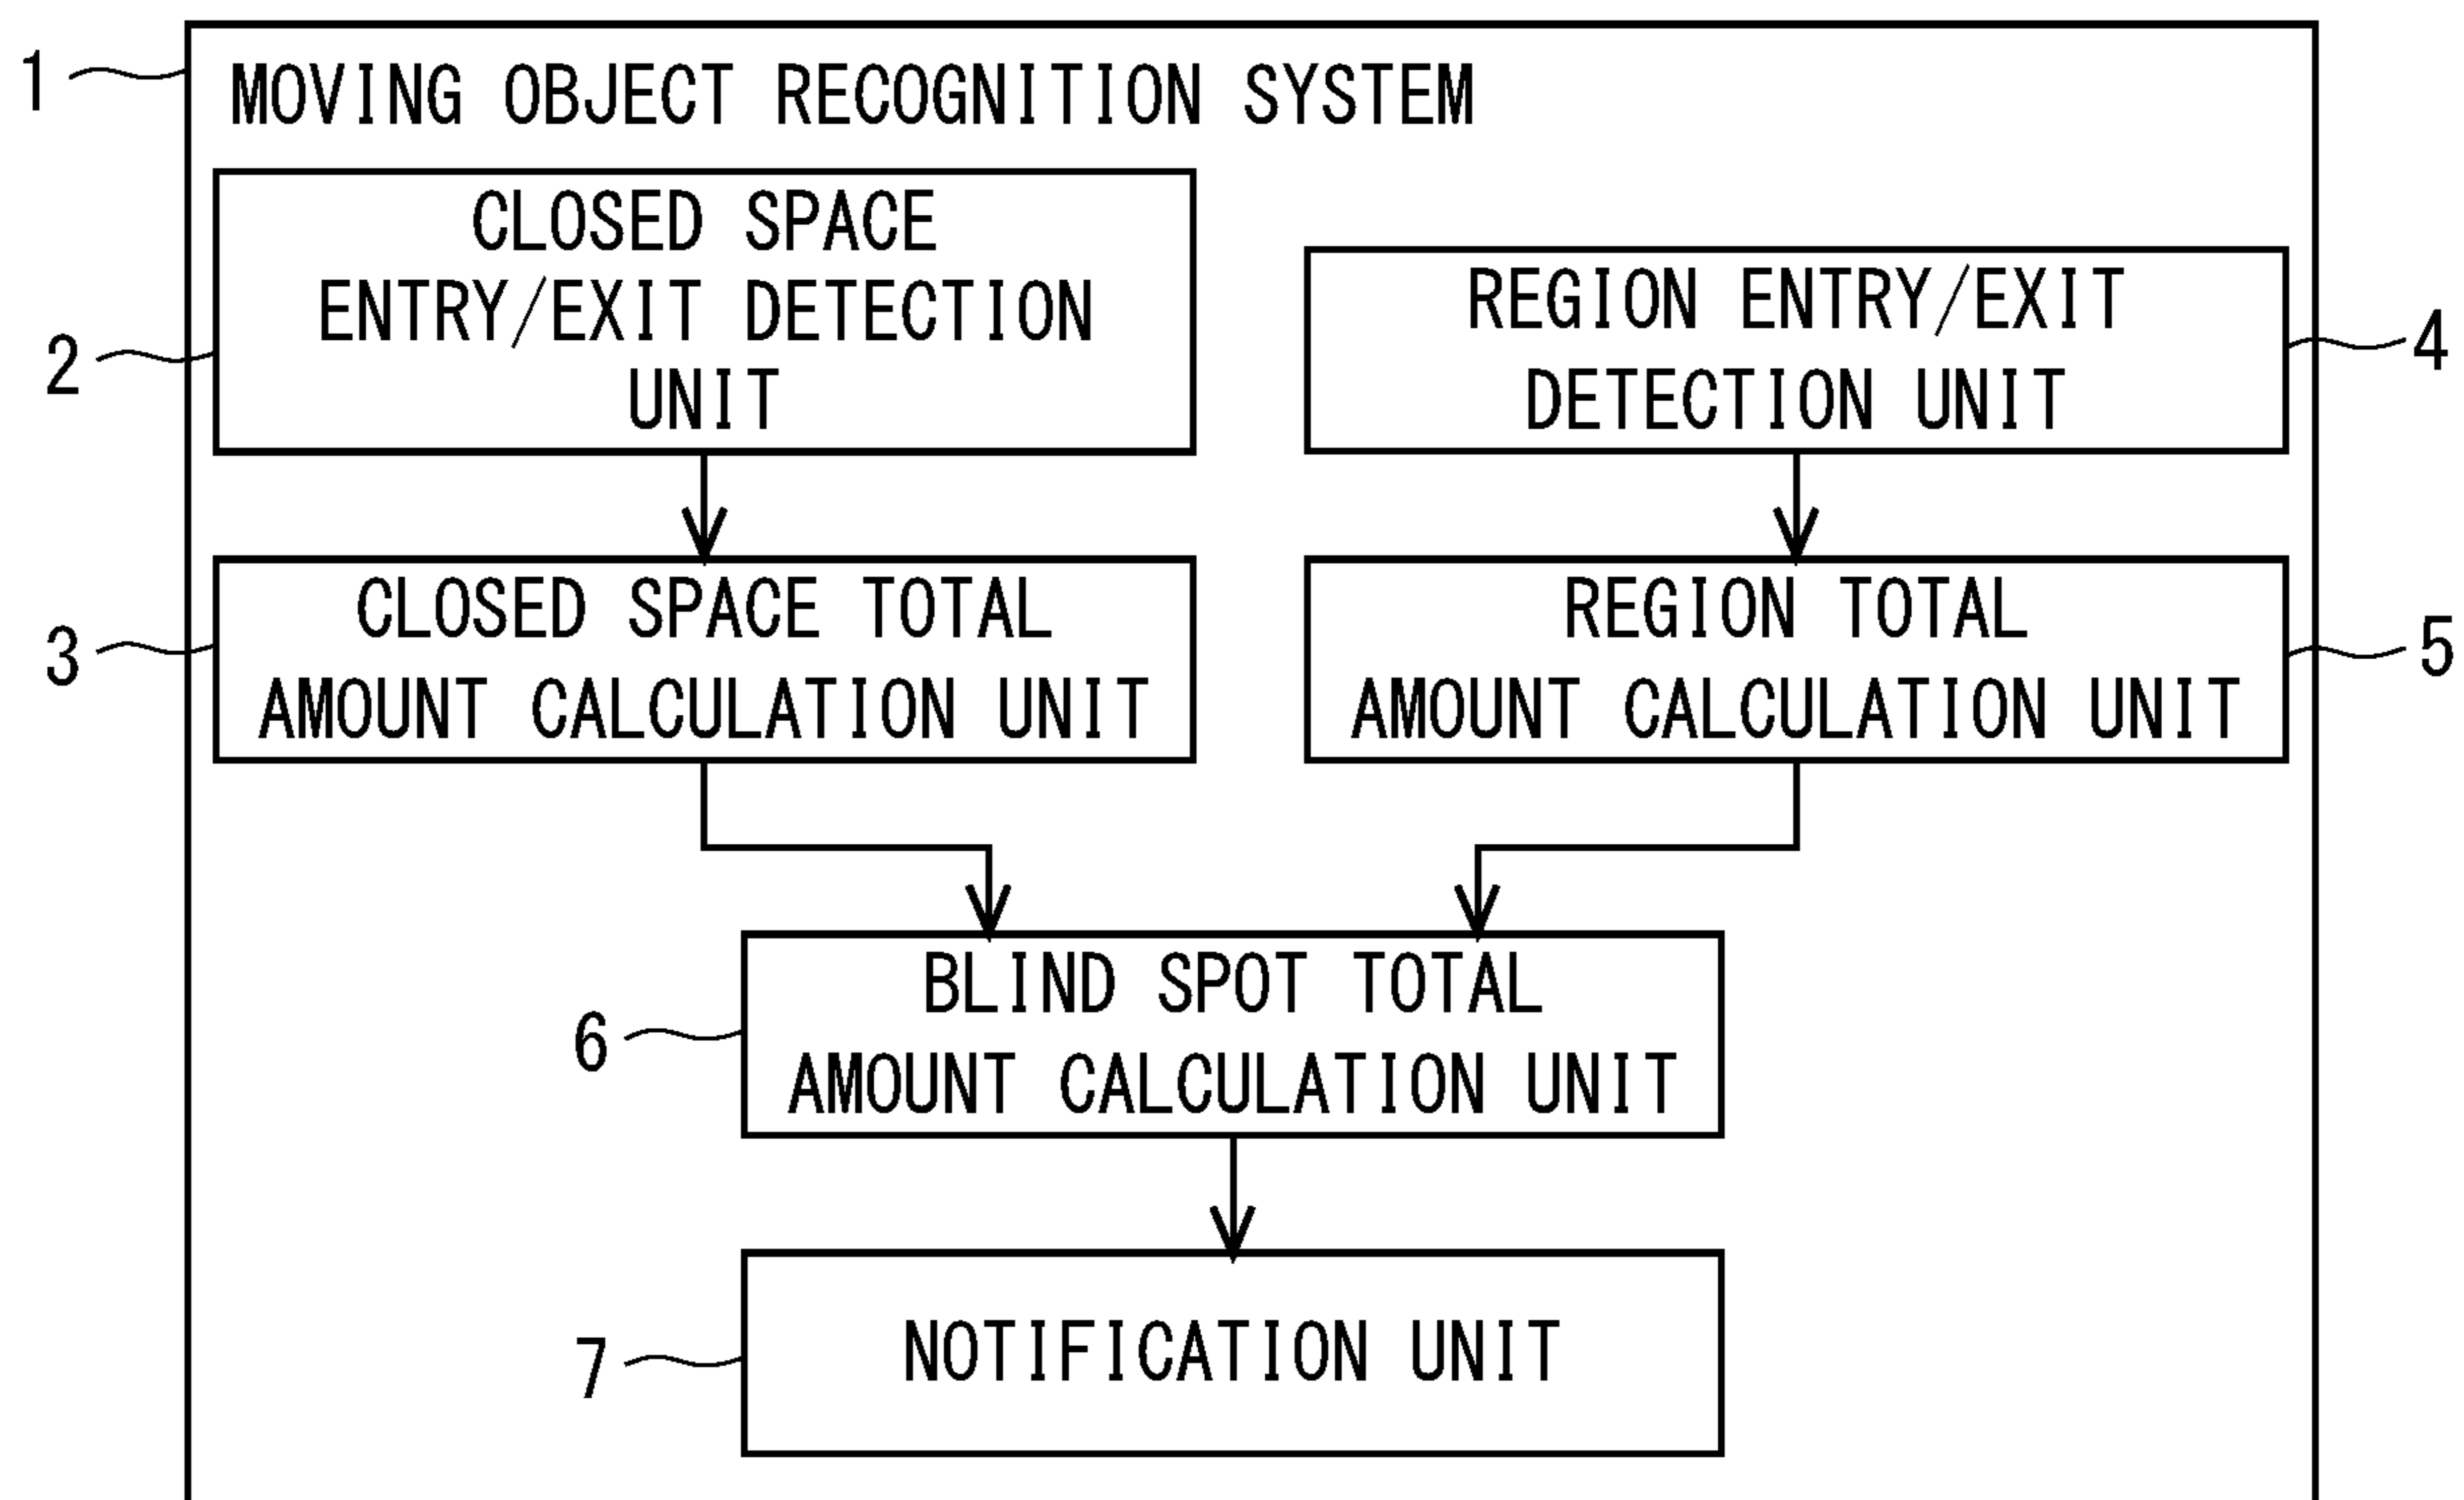 1
MOVING OBJECT RECOGNITION SYSTEM
2
CLOSED SPACE
ENTRY/EXIT DETECTION
UNIT
REGION ENTRY/EXIT
DETECTION UNIT
4
3
CLOSED SPACE TOTAL
AMOUNT CALCULATION UNIT
REGION TOTAL
AMOUNT CALCULATION UNIT
5
6
BLIND SPOT TOTAL
AMOUNT CALCULATION UNIT
7
NOTIFICATION UNIT